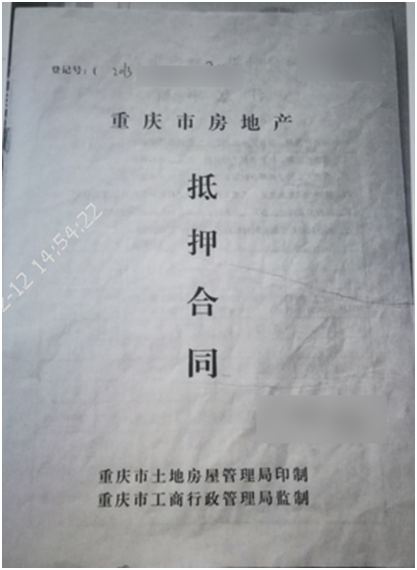 登记号：（ 2013
重庆市房地产
抵
押
合
同
2-12 14:54:22
重庆市土地房屋管理局印制
重庆市工商行政管理局监制